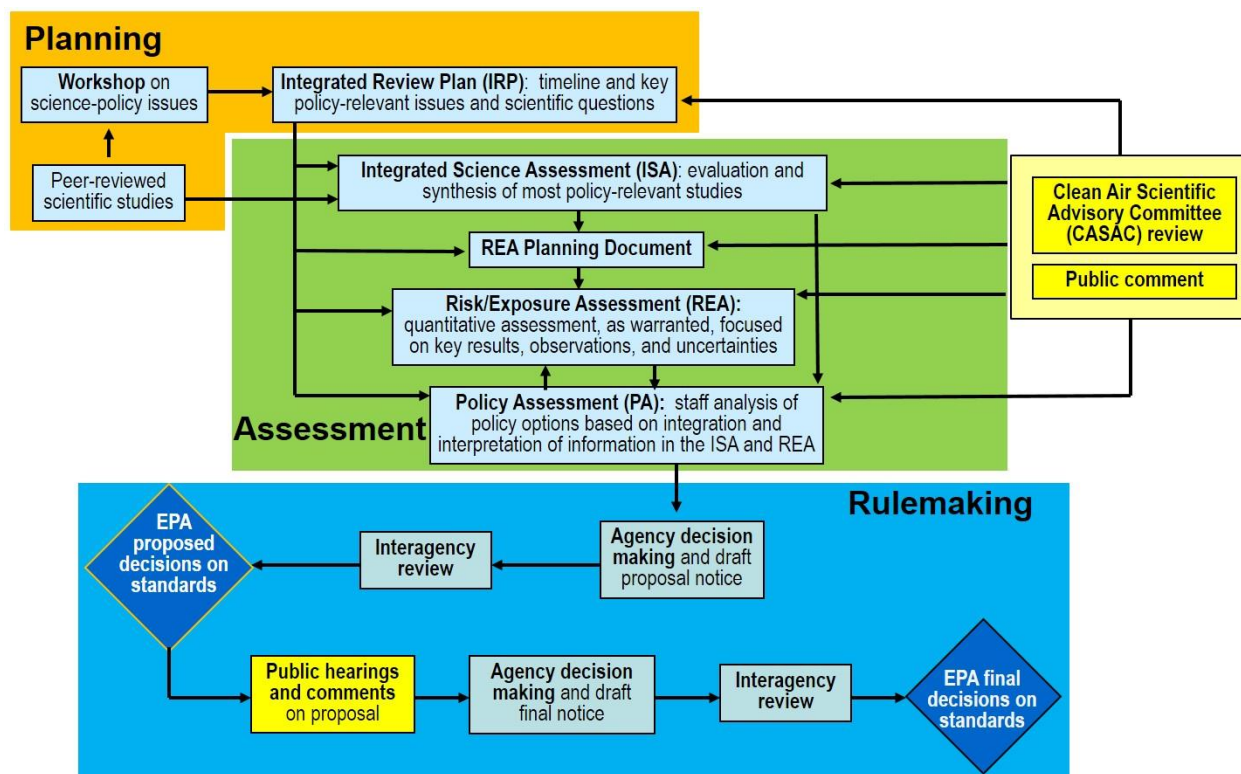 Planning
Workshop on
science-policy issues
Integrated Review Plan (IRP): timeline and key
policy-relevant issues and scientific questions
Peer-reviewed
scientific studies
Integrated Science Assessment (ISA): evaluation and
synthesis of most policy-relevant studies
REA Planning Document
Risk/Exposure Assessment (REA):
quantitative assessment, as warranted, focused
on key results, observations, and uncertainties
Policy Assessment (PA): staff analysis of
policy options based on integration and
interpretation of information in the ISA and REA
Assessment
Clean Air Scientific
Advisory Committee
(CASAC) review
Public comment
Rulemaking
EPA
proposed
decisions on
standards
Interagency
review
Agency decision
making and draft
proposal notice
Public hearings
and comments
on proposal
Agency decision
making and draft
final notice
Interagency
review
EPA final
decisions on
standards